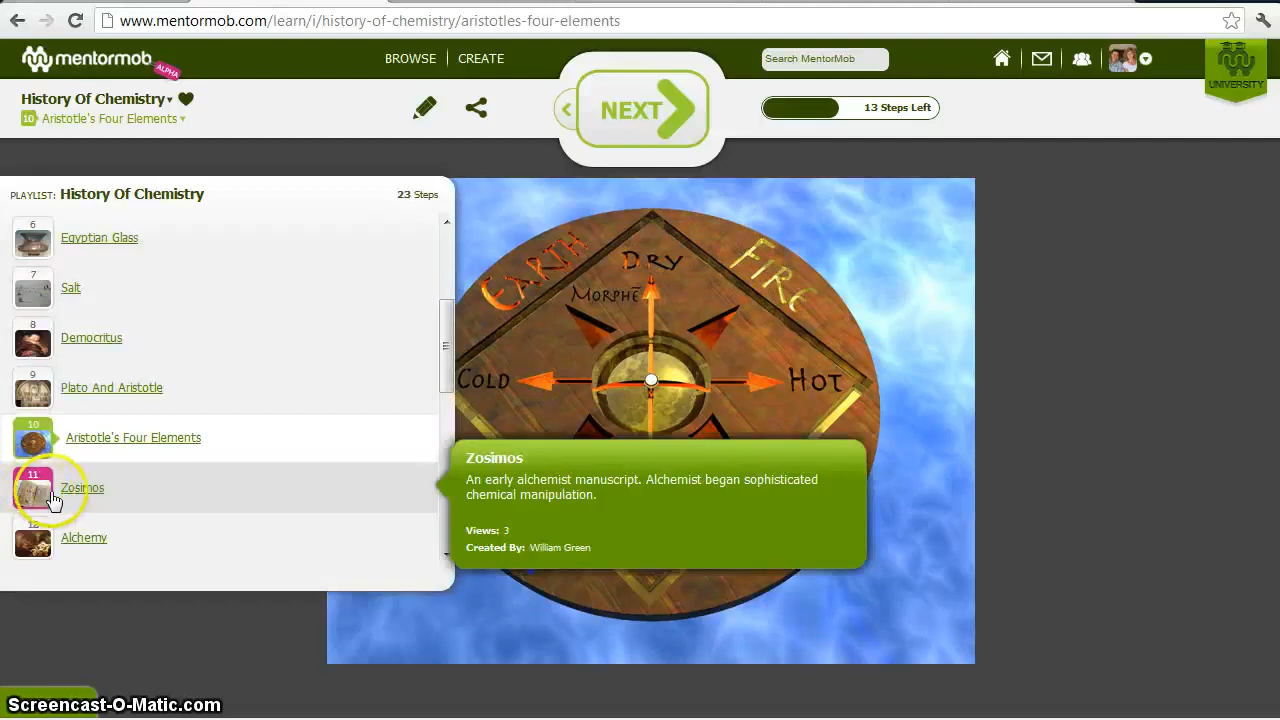 www.mentormob.com/learn/i/history-of-chemistry/aristotles-four-elements
mentormob
ALPHA
BROWSE
CREATE
Search MentorMob
UNIVERSITY
History Of Chemistry
10 Aristotle's Four Elements
NEXT
13 Steps Left
PLAYLIST: History Of Chemistry
23 Steps
6
Egyptian Glass
7
Salt
8
Democritus
9
Plato And Aristotle
10
Aristotle's Four Elements
11
Zosimos
12
Alchemy
EARTH
DRY
FIRE
MORPHĒ
COLD
HOT
Zosimos
An early alchemist manuscript. Alchemist began sophisticated
chemical manipulation.
Views: 3
Created By: William Green
Screencast-O-Matic.com